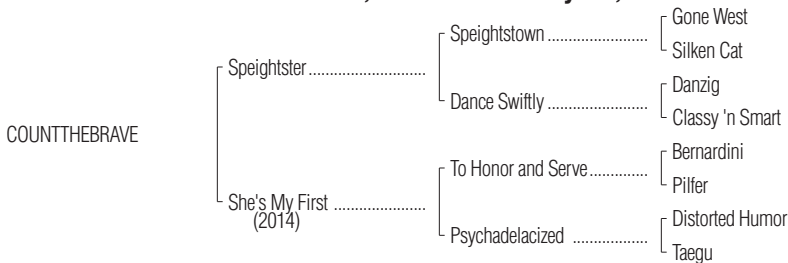 Gone West
Speightstown
Silken Cat
Speightster
Danzig
Dance Swiftly
Classy 'n Smart
COUNTTHEBRAVE
Bernardini
To Honor and Serve
Pilfer
She's My First
(2014)
Distorted Humor
Psychadelacized
Taegu